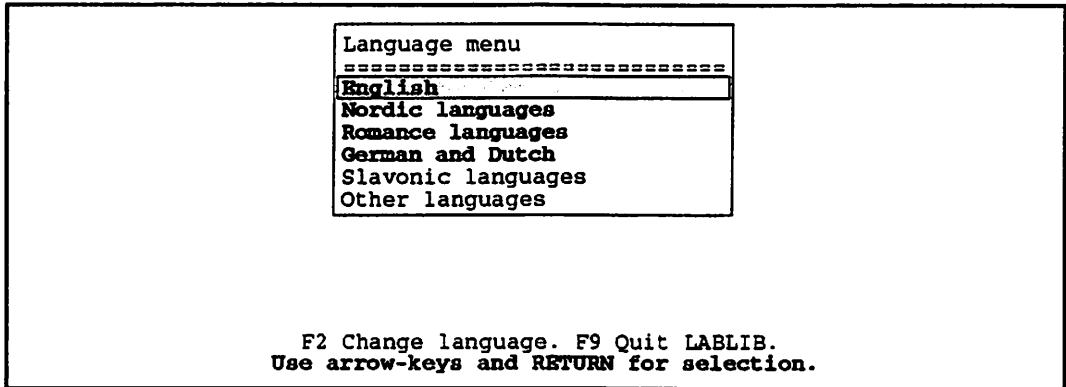 Language menu
============================
English
Nordic languages
Romance languages
German and Dutch
Slavonic languages
Other languages
F2 Change language. F9 Quit LABLIB.
Use arrow-keys and RETURN for selection.